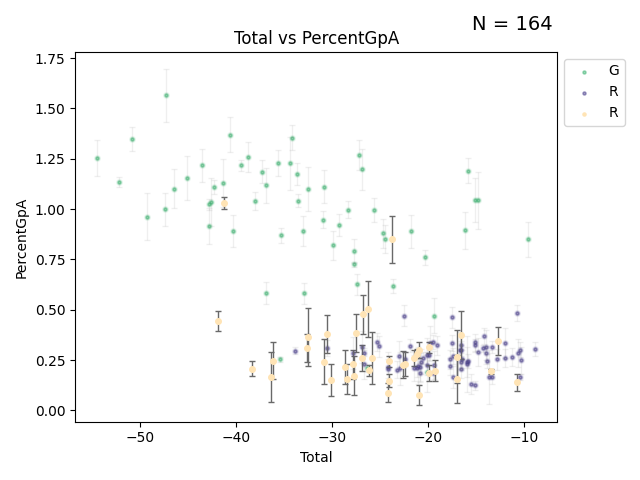 N = 164
Total vs PercentGpA
G
R
R
PercentGpA
1.75
1.50
1.25
1.00
0.75
0.50
0.25
0.00
−50
−40
−30
−20
−10
Total